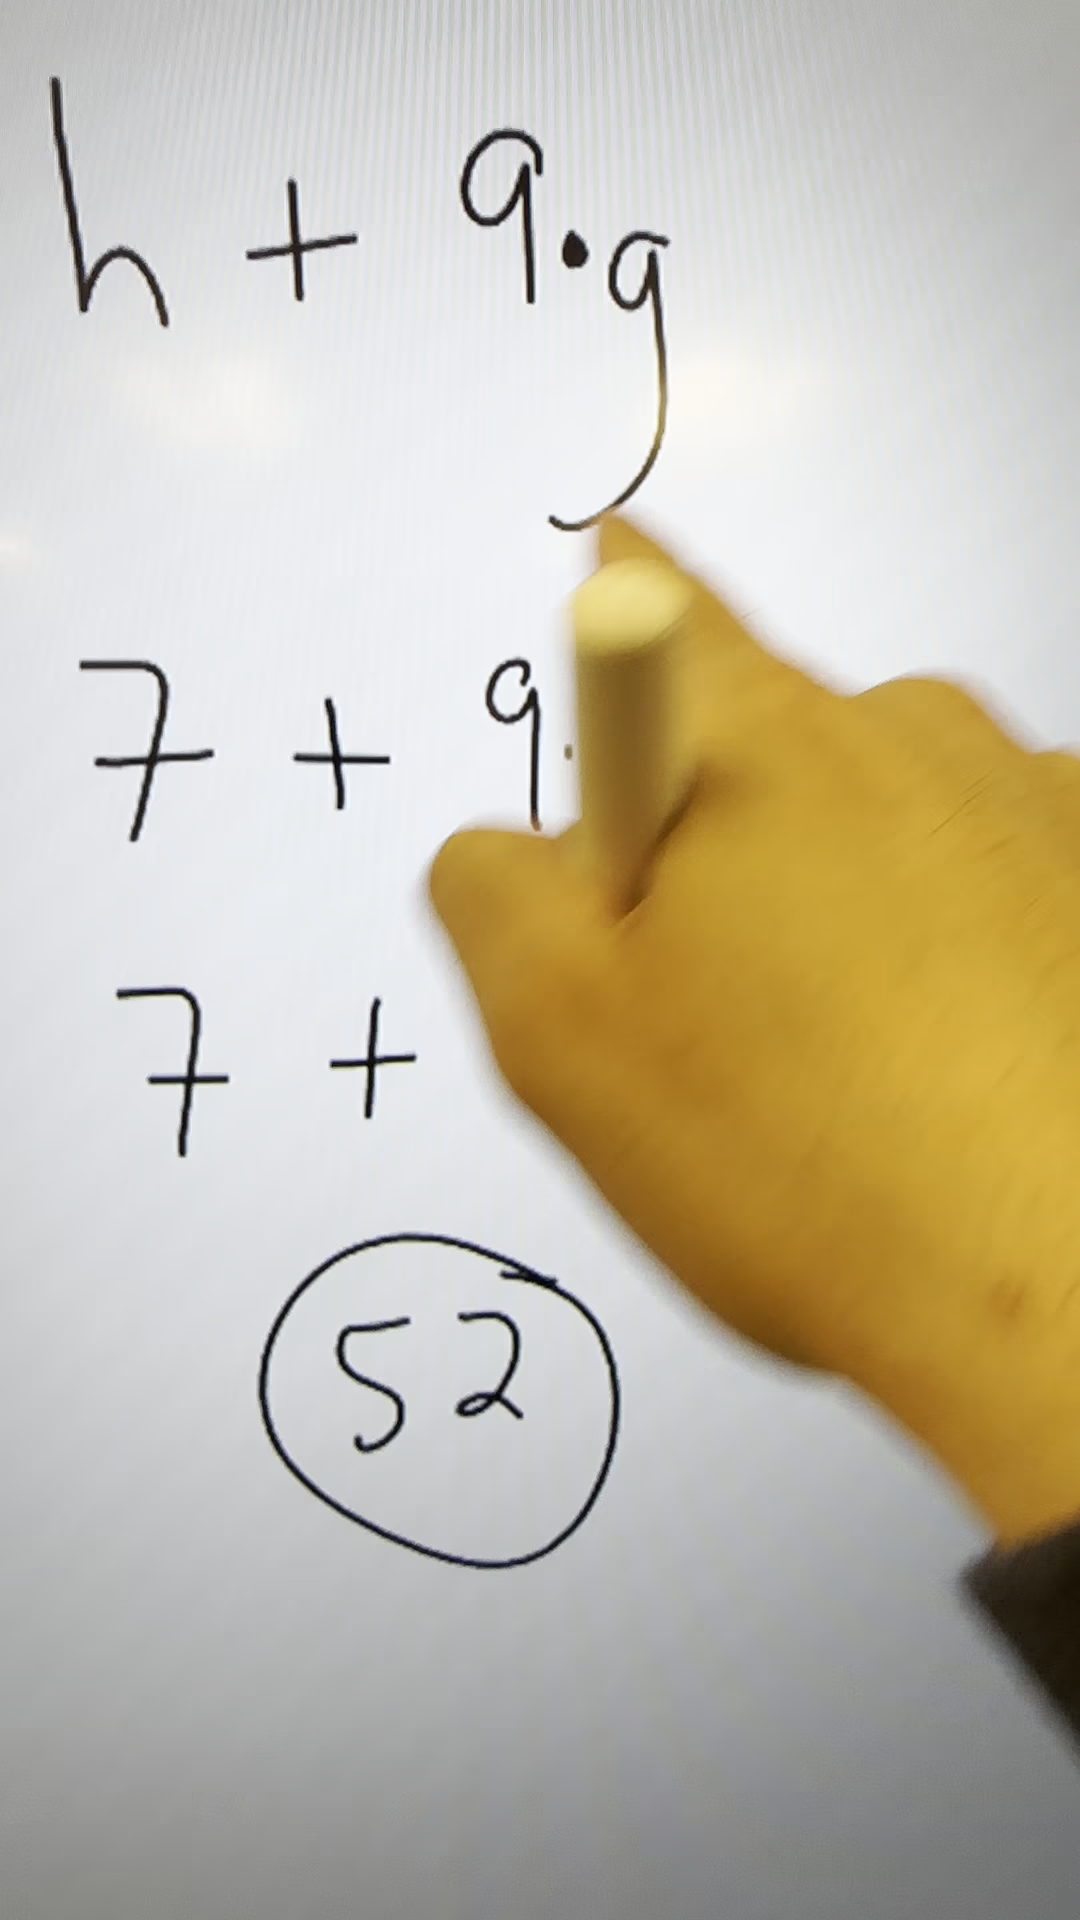 h + 9·g
7 + 9·
7 +
52